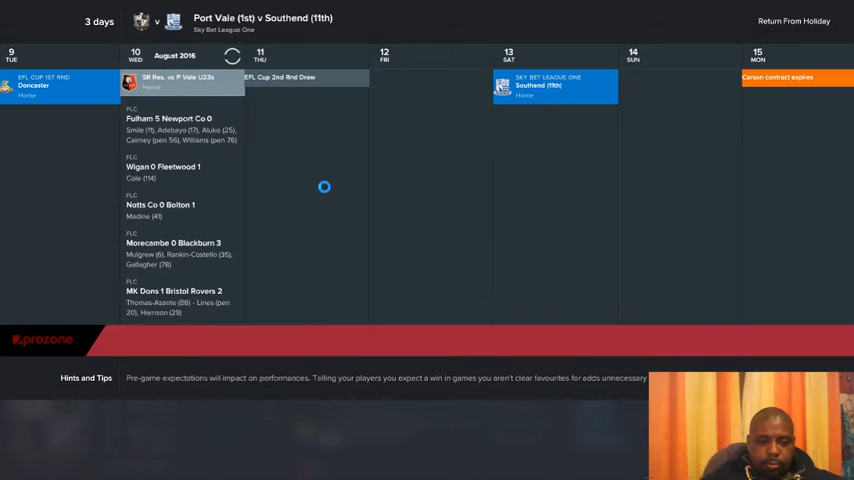 3 days
v
Port Vale (1st) v Southend (11th)
Sky Bet League One
Return From Holiday
9
TUE
10
WED
August 2016
11
THU
12
FRI
13
SAT
14
SUN
15
MON
EFL CUP 1ST RND
Doncaster
Home
SR Res. vs P Vale U23s
Home
EFL Cup 2nd Rnd Draw
SKY BET LEAGUE ONE
Southend (11th)
Home
Carson contract expires
FLC
Fulham 5 Newport Co 0
Smile (11), Adebayo (17), Aluko (25),
Cairney (pen 56), Williams (pen 76)
FLC
Wigan 0 Fleetwood 1
Cole (114)
FLC
Notts Co 0 Bolton 1
Madine (41)
FLC
Morecambe 0 Blackburn 3
Mulgrew (6), Rankin-Costello (35),
Gallagher (78)
FLC
MK Dons 1 Bristol Rovers 2
Thomas-Asante (86) - Lines (pen
20), Harrison (29)
prozone
Hints and Tips
Pre-game expectations will impact on performances. Telling your players you expect a win in games you aren't clear favourites for adds unnecessary